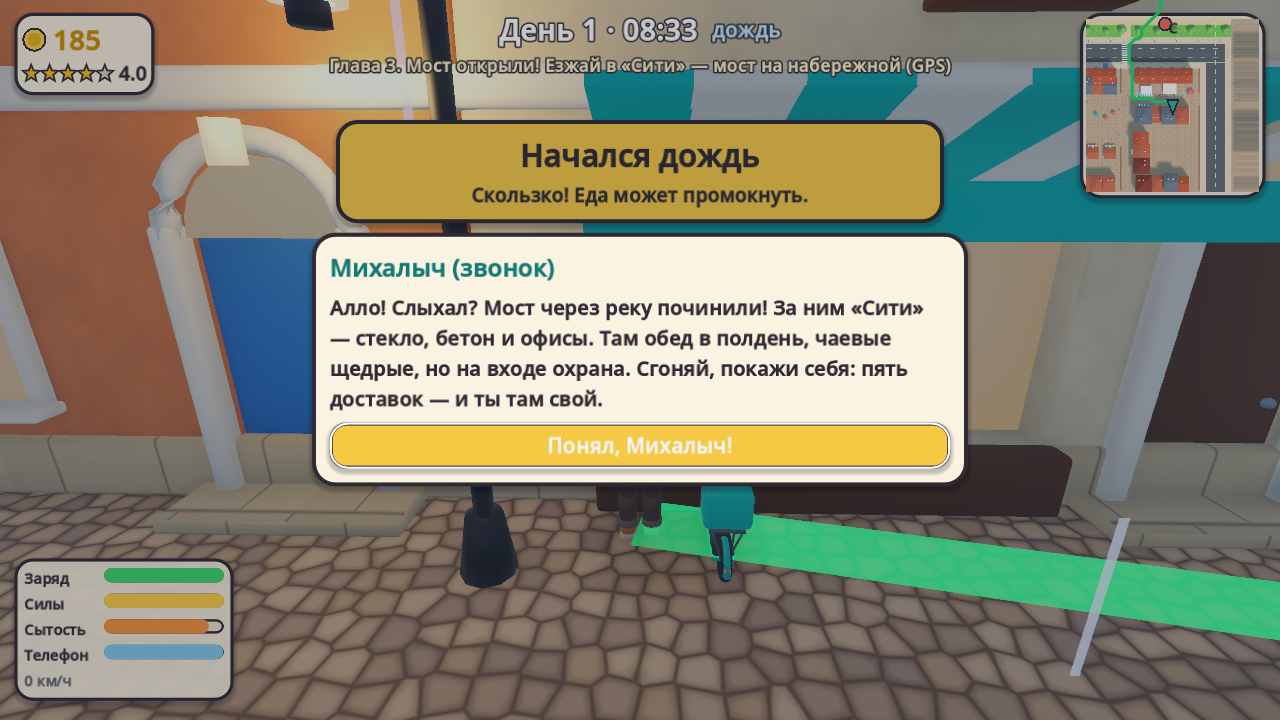 185
4.0
День 1 · 08:33 дождь
Глава 3. Мост открыли! Езжай в «Сити» — мост на набережной (GPS)
С
Начался дождь
Скользко! Еда может промокнуть.
Михалыч (звонок)
Алло! Слыхал? Мост через реку починили! За ним «Сити»
— стекло, бетон и офисы. Там обед в полдень, чаевые
щедрые, но на входе охрана. Сгоняй, покажи себя: пять
доставок — и ты там свой.
Понял, Михалыч!
Заряд
Силы
Сытость
Телефон
0 км/ч